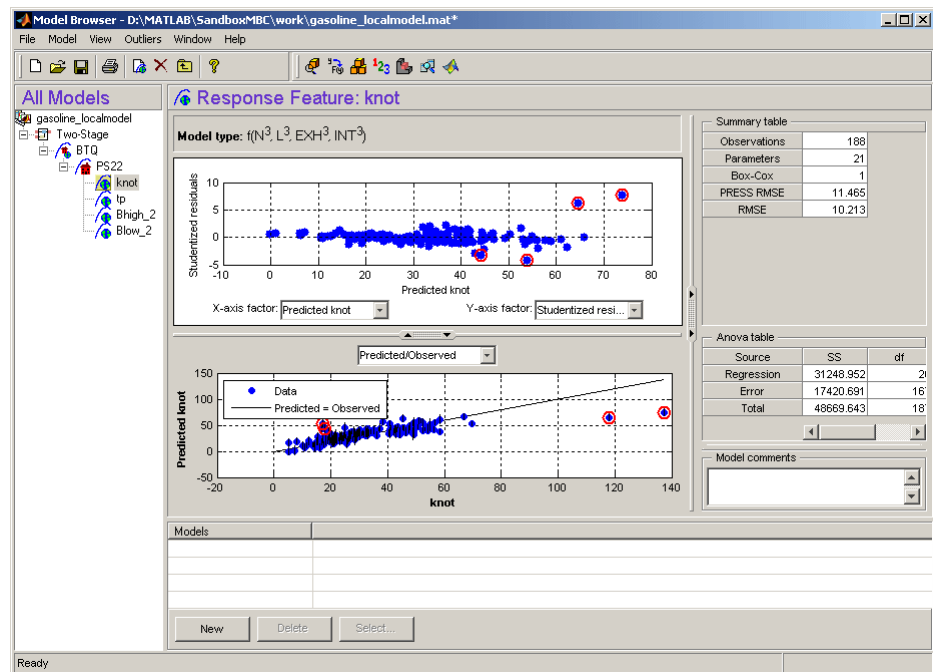 Model Browser - D:\MATLAB\SandboxMBC\work\gasoline_localmodel.mat*
File Model View Outliers Window Help
All Models
gasoline_localmodel
Two-Stage
BTQ
PS22
knot
tp
Bhigh_2
Blow_2
Response Feature: knot
Model type: f(N3, L3, EXH3, INT3)
Studentized residuals
10
5
0
-5
-10 0 10 20 30 40 50 60 70 80
Predicted knot
X-axis factor: Predicted knot Y-axis factor: Studentized resi...
Predicted/Observed
Predicted knot
150
100
50
0
-50
Data
Predicted = Observed
-20 0 20 40 60 80 100 120 140
knot
Summary table
Observations 188
Parameters 21
Box-Cox 1
PRESS RMSE 11.465
RMSE 10.213
Anova table
Source SS df
Regression 31248.952 20
Error 17420.691 16
Total 48669.643 18
Model comments
Models
New Delete Select...
Ready